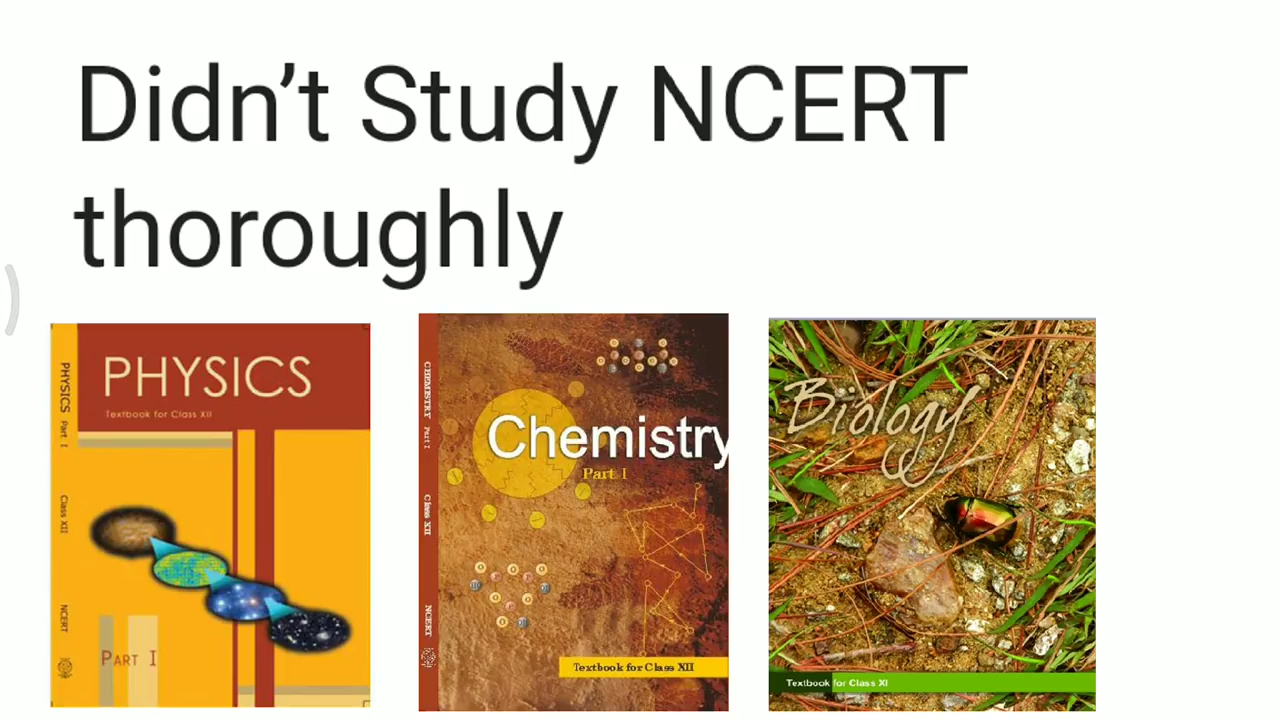 Didn’t Study NCERT
thoroughly
PHYSICS
Textbook for Class XII
PHYSICS Part I
Class XII
NCERT
PART I
CHEMISTRY Part I
Class XII
NCERT
Chemistry
Part I
Textbook for Class XII
Biology
Textbook for Class XI